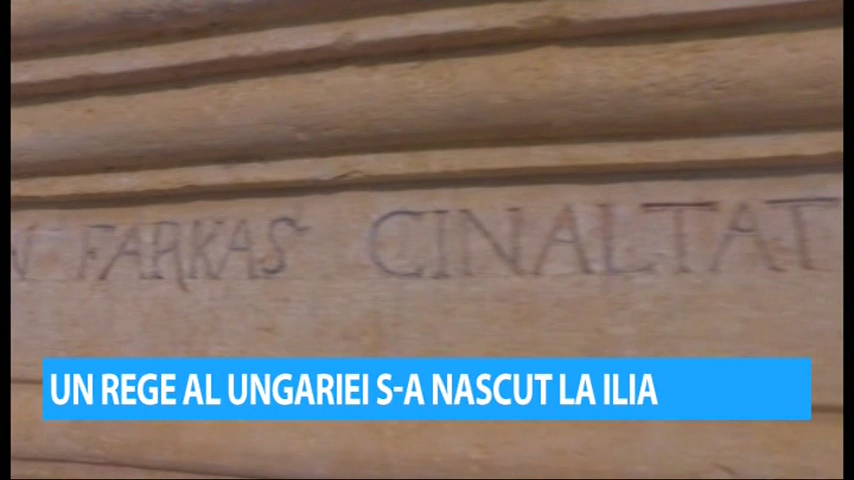 N FARKAS CINALTAT
UN REGE AL UNGARIEI S-A NASCUT LA ILIA